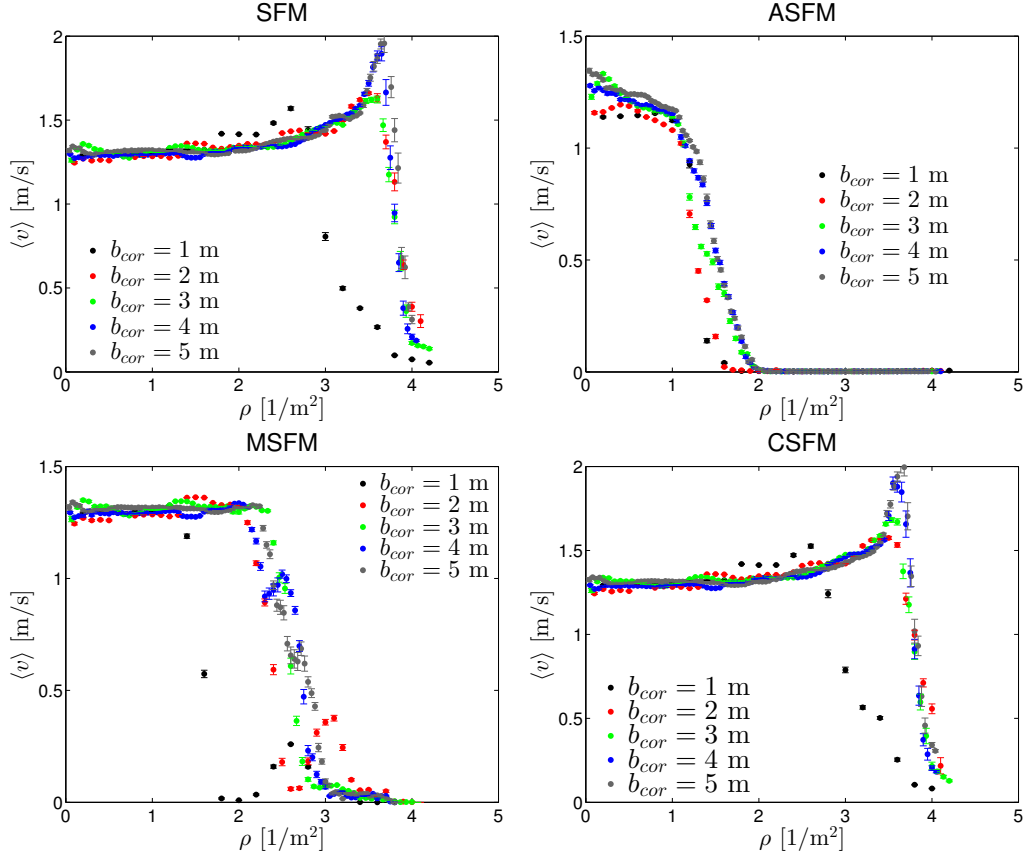 SFM
2
1.5
1
0.5
0
⟨v⟩ [m/s]
b_cor = 1 m
b_cor = 2 m
b_cor = 3 m
b_cor = 4 m
b_cor = 5 m
0 1 2 3 4 5
ρ [1/m²]
ASFM
1.5
1
0.5
0
⟨v⟩ [m/s]
b_cor = 1 m
b_cor = 2 m
b_cor = 3 m
b_cor = 4 m
b_cor = 5 m
0 1 2 3 4 5
ρ [1/m²]
MSFM
1.5
1
0.5
0
⟨v⟩ [m/s]
b_cor = 1 m
b_cor = 2 m
b_cor = 3 m
b_cor = 4 m
b_cor = 5 m
0 1 2 3 4 5
ρ [1/m²]
CSFM
2
1.5
1
0.5
0
⟨v⟩ [m/s]
b_cor = 1 m
b_cor = 2 m
b_cor = 3 m
b_cor = 4 m
b_cor = 5 m
0 1 2 3 4 5
ρ [1/m²]